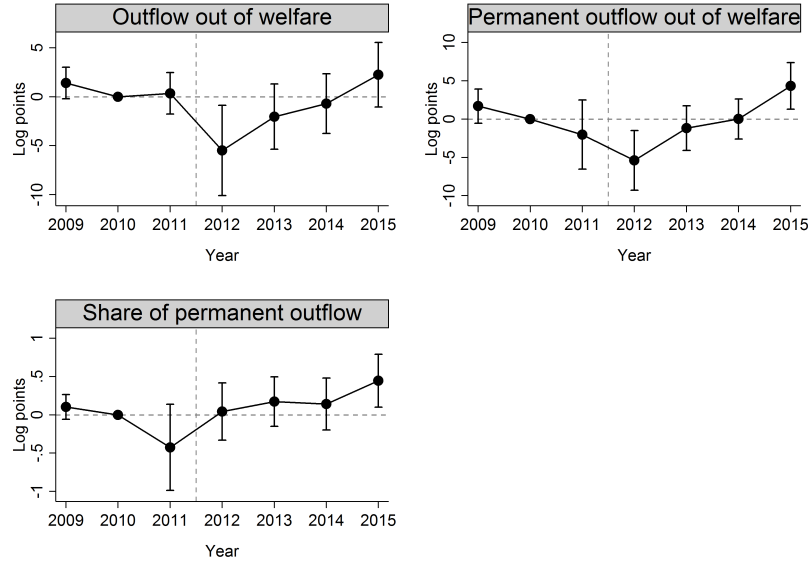 Outflow out of welfare
5
0
-5
-10
Log points
2009 2010 2011 2012 2013 2014 2015
Year
Permanent outflow out of welfare
10
5
0
-5
-10
Log points
2009 2010 2011 2012 2013 2014 2015
Year
Share of permanent outflow
1
.5
0
-.5
-1
Log points
2009 2010 2011 2012 2013 2014 2015
Year